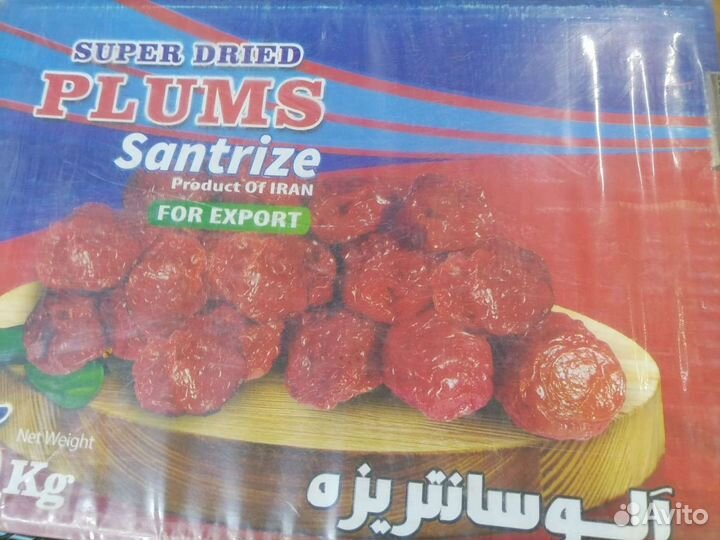 SUPER DRIED
PLUMS
Santrize
Product Of IRAN
FOR EXPORT
Net Weight
Kg
آلو سانتریزه
Avito